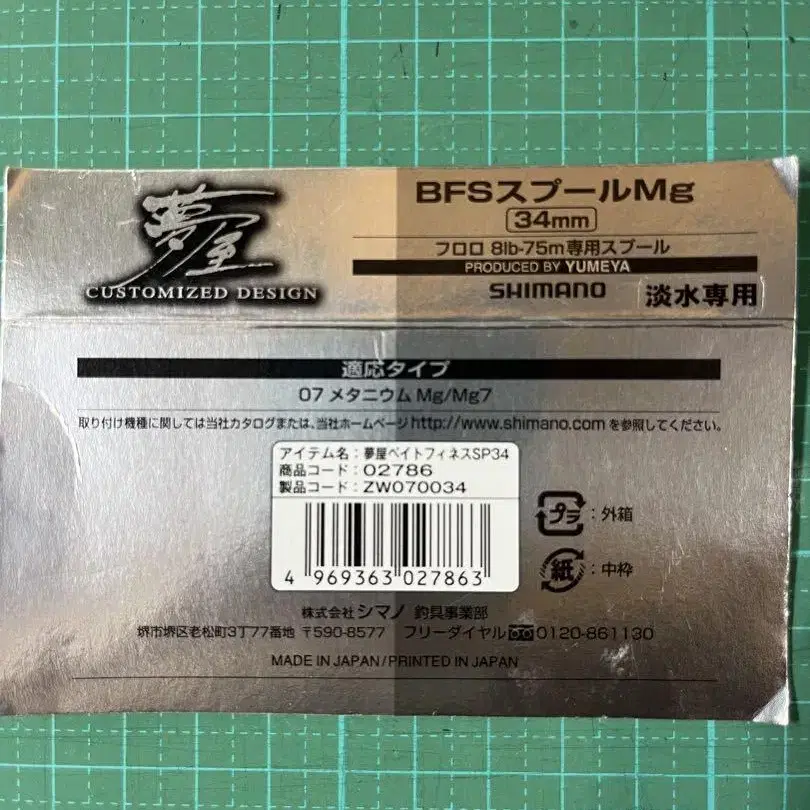 夢屋
CUSTOMIZED DESIGN
BFSスプールMg
34mm
フロロ 8lb-75m専用スプール
PRODUCED BY YUMEYA
SHIMANO
淡水専用
適応タイプ
07 メタニウム Mg/Mg7
取り付け機種に関しては当社カタログまたは、当社ホームページhttp://www.shimano.comを参照してください。
アイテム名:夢屋ベイトフィネスSP34
商品コード:02786
製品コード:ZW070034
4 969363 027863
プラ:外箱
紙:中枠
株式会社シマノ 釣具事業部
堺市堺区老松町3丁77番地 〒590-8577 フリーダイヤル 0120-861130
MADE IN JAPAN/PRINTED IN JAPAN